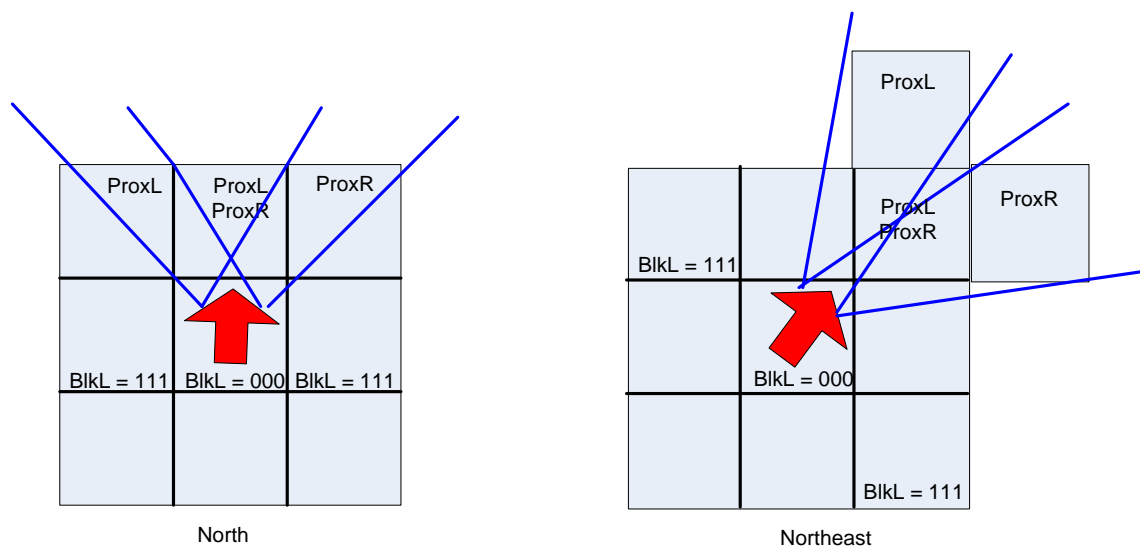 ProxL
ProxL
ProxR
ProxR
BlkL = 111
BlkL = 000
BlkL = 111
North
ProxL
ProxL
ProxR
ProxR
BlkL = 111
BlkL = 000
BlkL = 111
Northeast